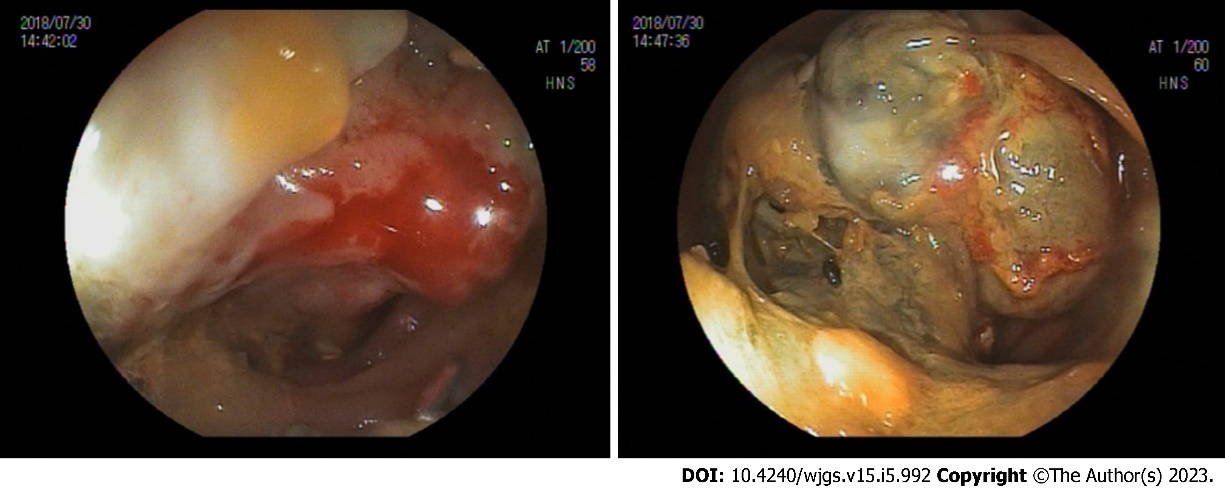 2018/07/30
14:42:02
AT 1/200
58
HNS
2018/07/30
14:47:36
AT 1/200
60
HNS
DOI: 10.4240/wjgs.v15.i5.992 Copyright ©The Author(s) 2023.